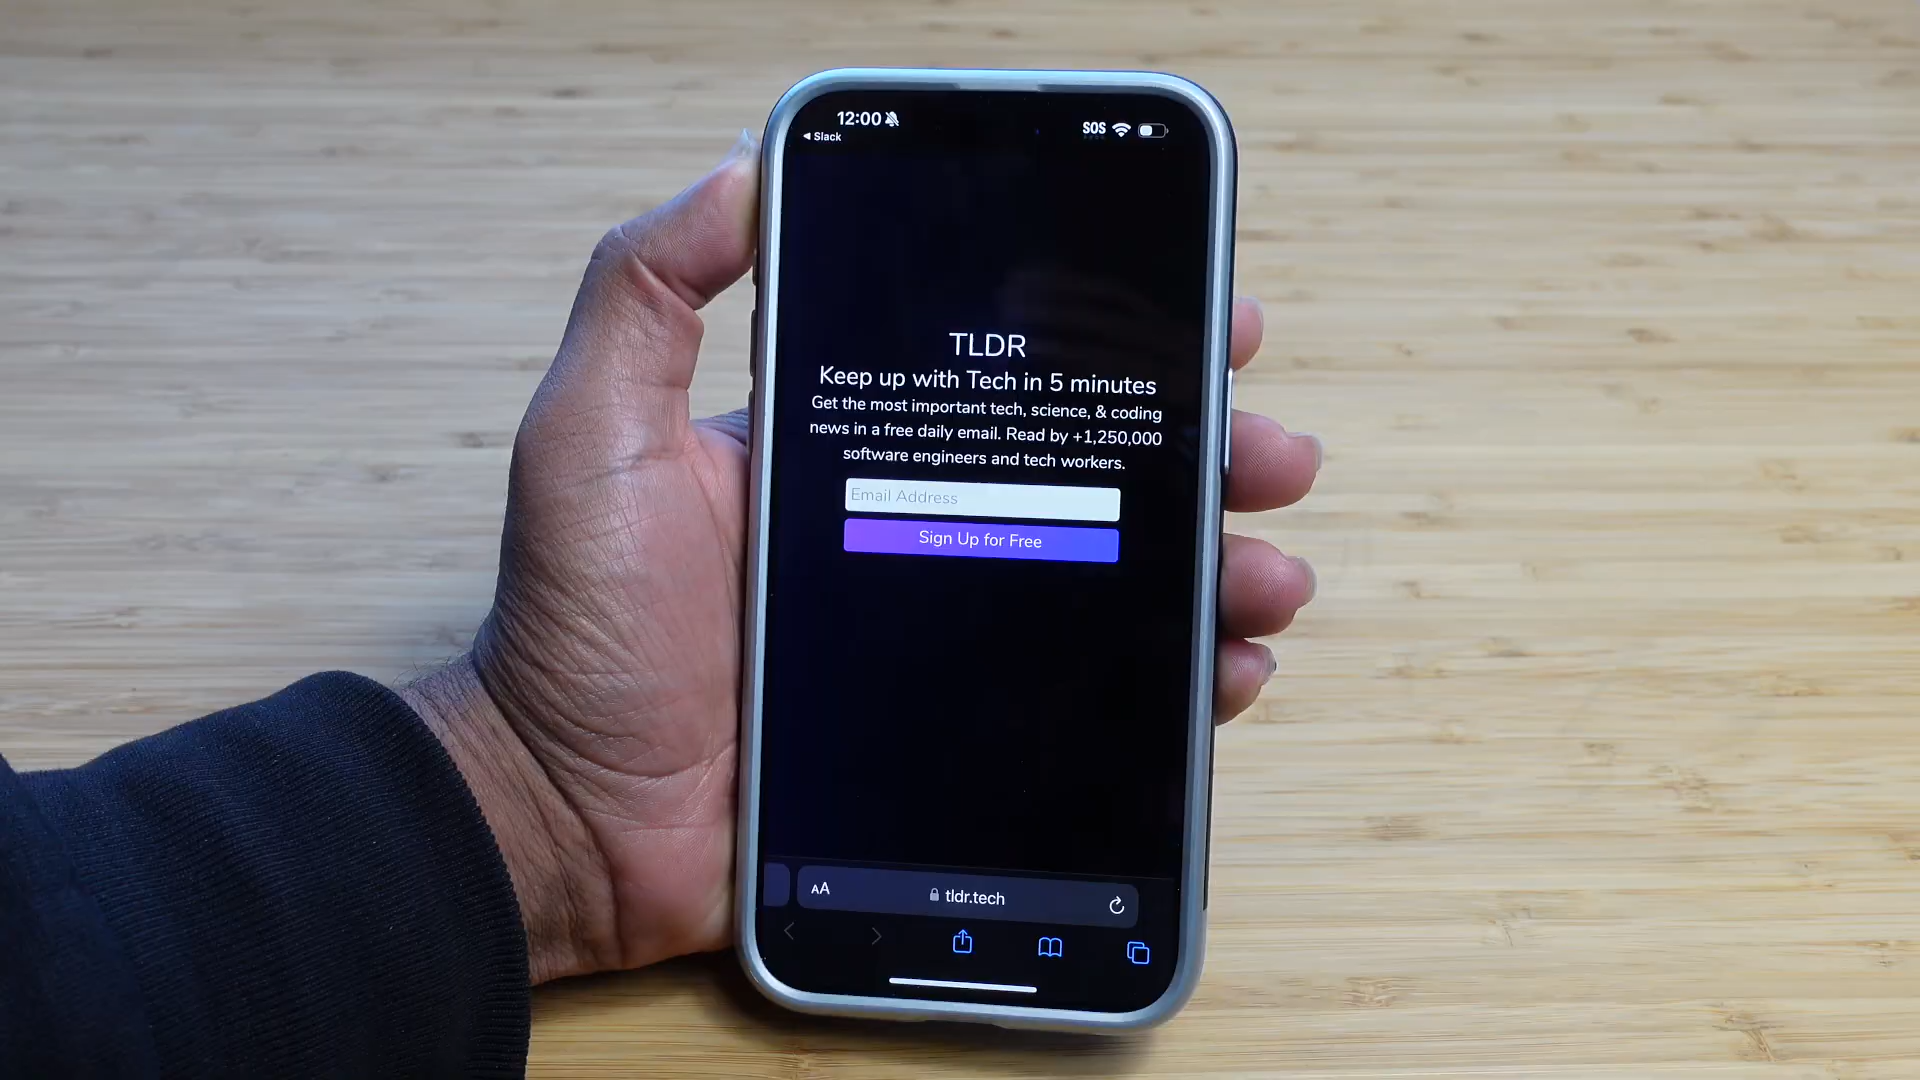 12:00
SOS
◀ Slack
TLDR
Keep up with Tech in 5 minutes
Get the most important tech, science, & coding
news in a free daily email. Read by +1,250,000
software engineers and tech workers.
Email Address
Sign Up for Free
AA
tldr.tech